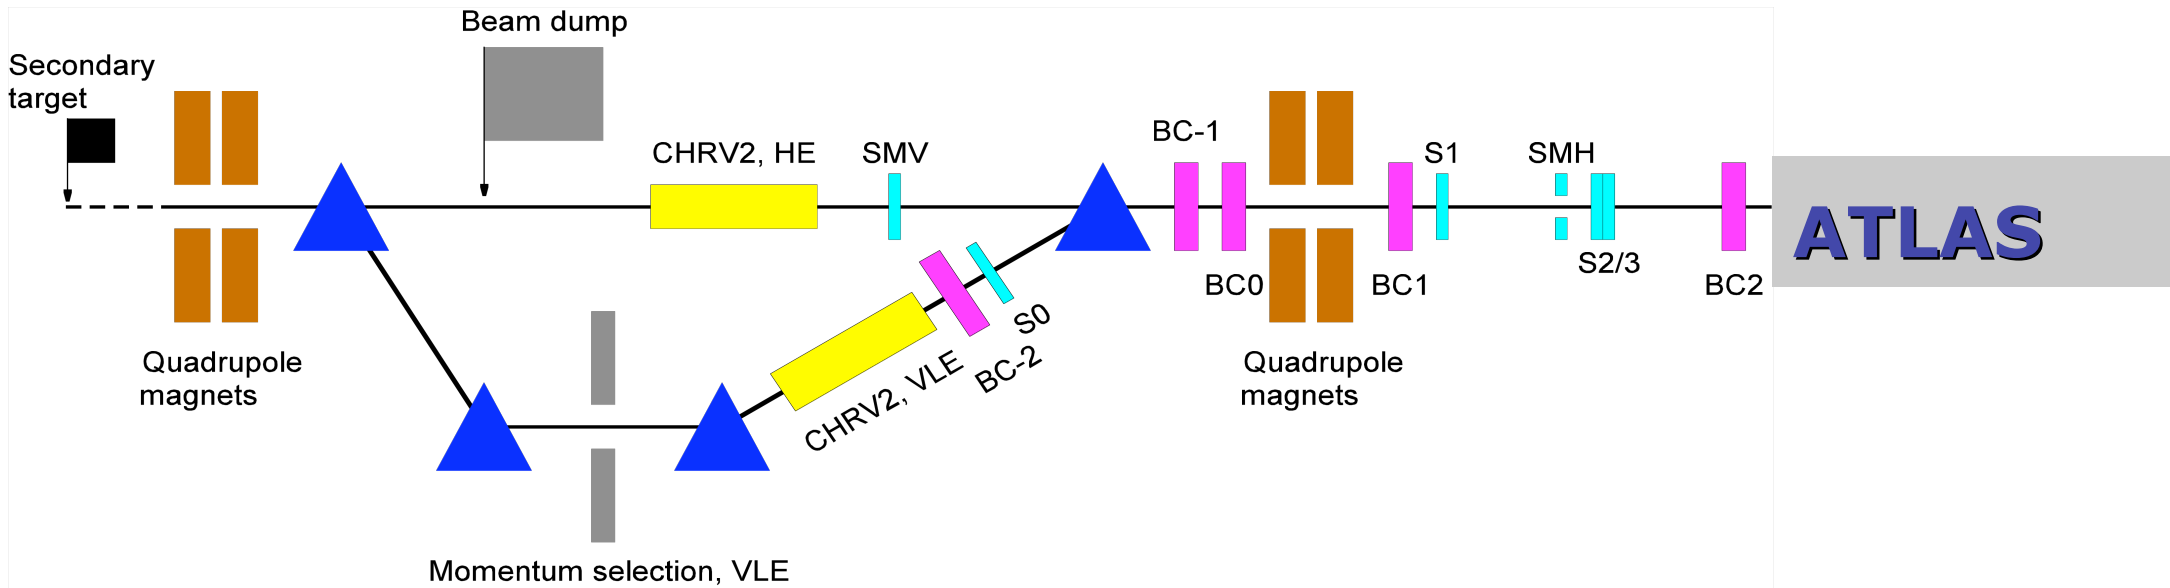 Beam dump
Secondary
target
CHRV2, HE
SMV
BC-1
S1
SMH
ATLAS
S2/3
BC0
BC1
BC2
S0
BC-2
CHRV2, VLE
Quadrupole
magnets
Quadrupole
magnets
Momentum selection, VLE